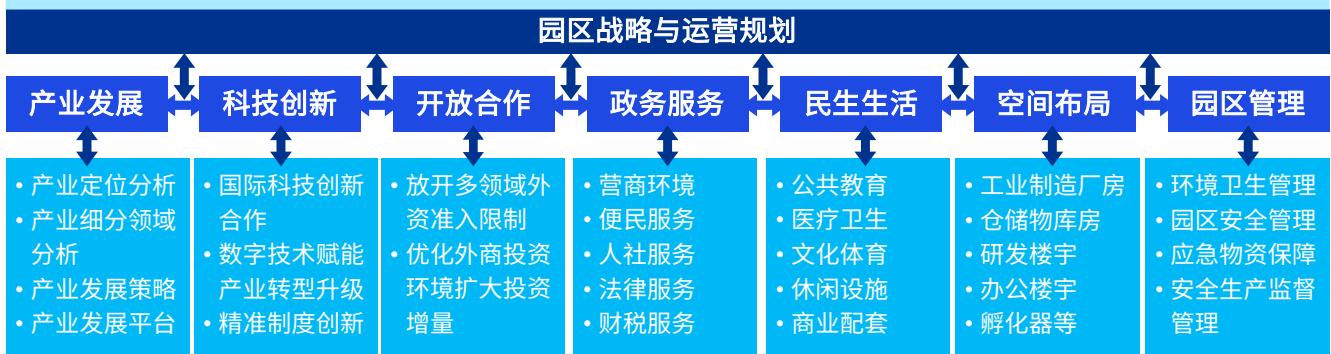 园区战略与运营规划
产业发展
科技创新
开放合作
政务服务
民生生活
空间布局
园区管理
• 产业定位分析
• 产业细分领域
分析
• 产业发展策略
• 产业发展平台
• 国际科技创新
合作
• 数字技术赋能
产业转型升级
• 精准制度创新
• 放开多领域外
资准入限制
• 优化外商投资
环境扩大投资
增量
• 营商环境
• 便民服务
• 人社服务
• 法律服务
• 财税服务
• 公共教育
• 医疗卫生
• 文化体育
• 休闲设施
• 商业配套
• 工业制造厂房
• 仓储物库房
• 研发楼宇
• 办公楼宇
• 孵化器等
• 环境卫生管理
• 园区安全管理
• 应急物资保障
• 安全生产监督
管理